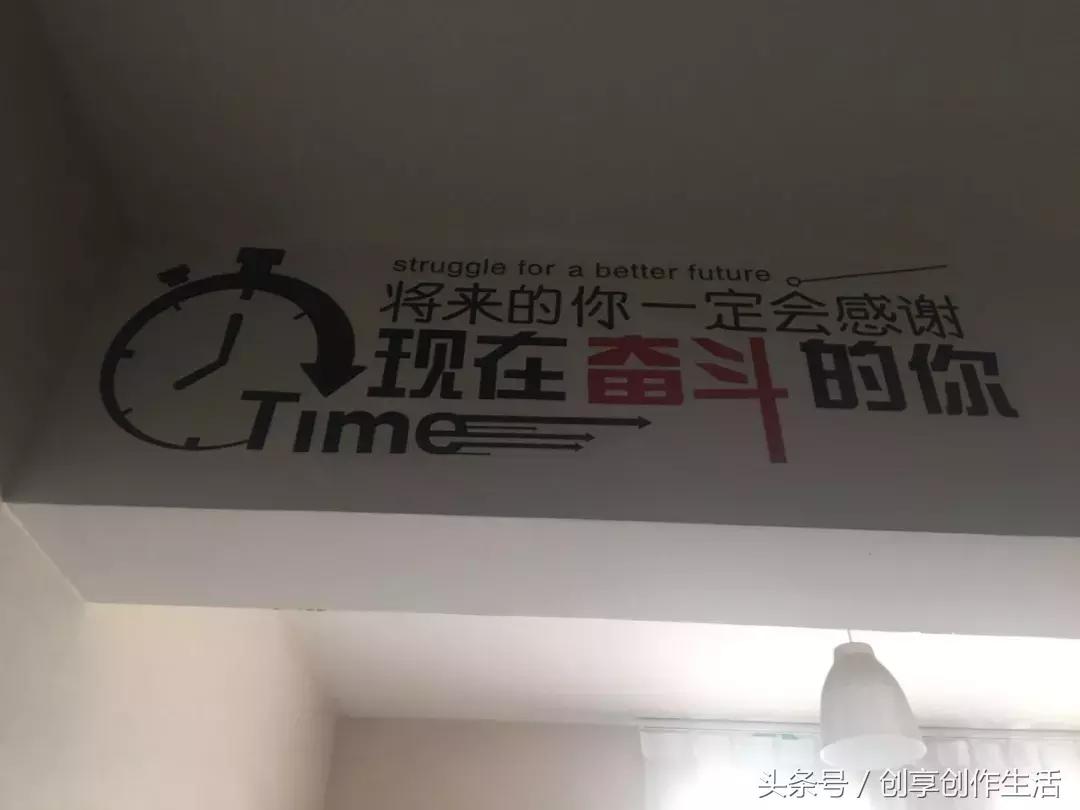 struggle for a better future
将来的你一定会感谢
现在奋斗的你
Time
头条号 / 创享创作生活